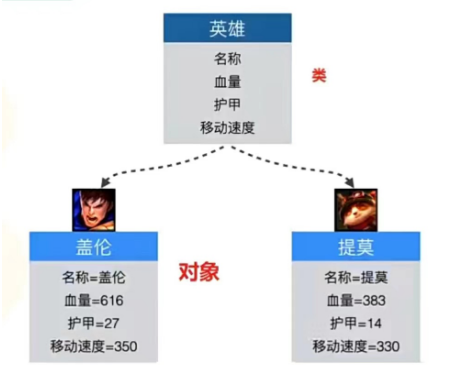 英雄
名称
血量
护甲
移动速度
类
盖伦
名称=盖伦
血量=616
护甲=27
移动速度=350
对象
提莫
名称=提莫
血量=383
护甲=14
移动速度=330